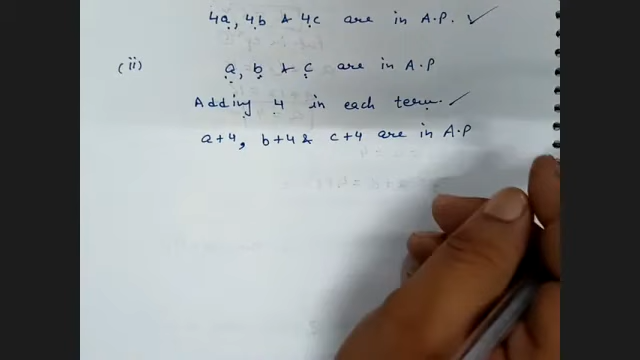 4a, 4b & 4c are in A.P. ✓
(ii) a, b & c are in A.P
Adding 4 in each term. ✓
a+4, b+4 & c+4 are in A.P